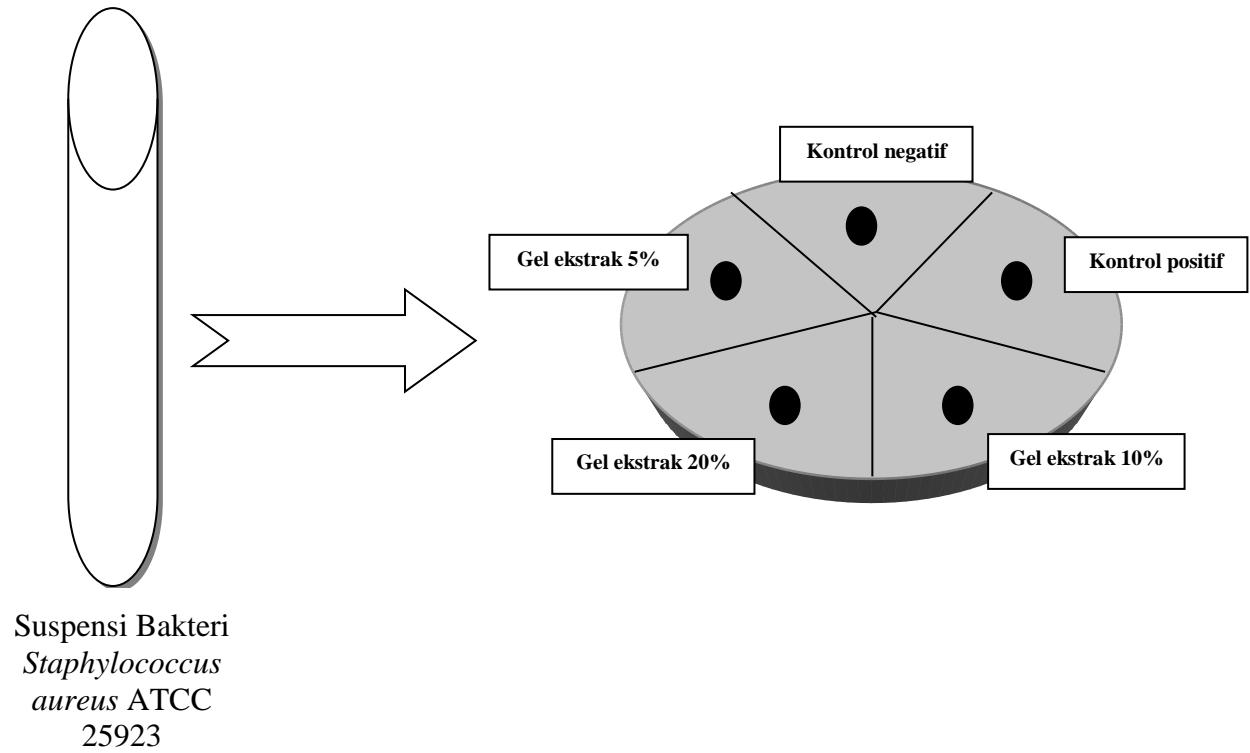 Kontrol negatif
Gel ekstrak 5%
Kontrol positif
Gel ekstrak 20%
Gel ekstrak 10%
Suspensi Bakteri
Staphylococcus
aureus ATCC
25923